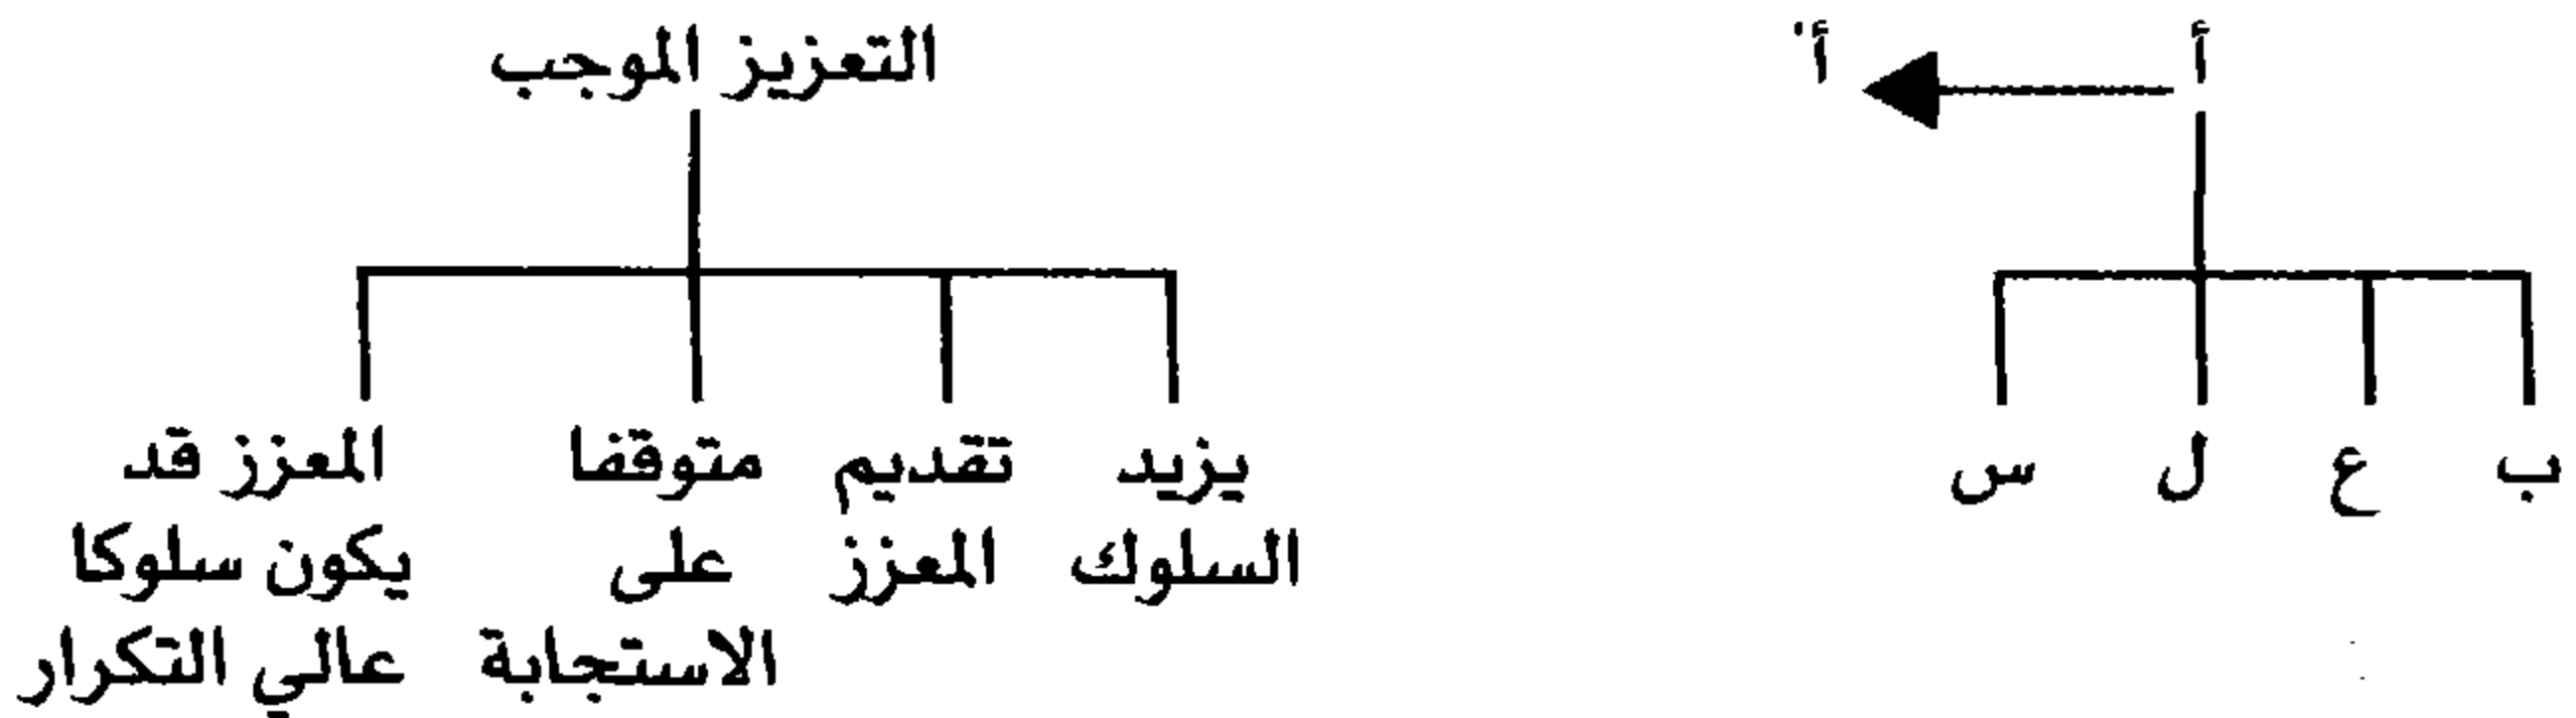 أ
أ'
ب
ع
ل
س
التعزيز الموجب
يزيد
السلوك
تقديم
المعزز
متوقفا
على
الاستجابة
المعزز قد
يكون سلوكا
عالي التكرار